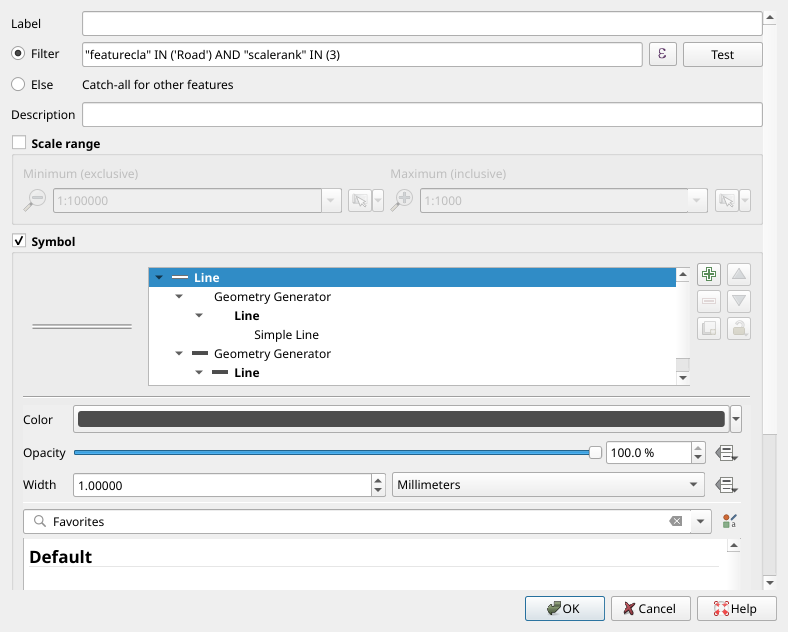 Label
Filter "featurecla" IN ('Road') AND "scalerank" IN (3) ε Test
Else Catch-all for other features
Description
Scale range
Minimum (exclusive) Maximum (inclusive)
1:100000 1:1000
Symbol
Line
Geometry Generator
Line
Simple Line
Geometry Generator
Line
Color
Opacity 100.0 %
Width 1.00000 Millimeters
Favorites
Default
OK Cancel Help